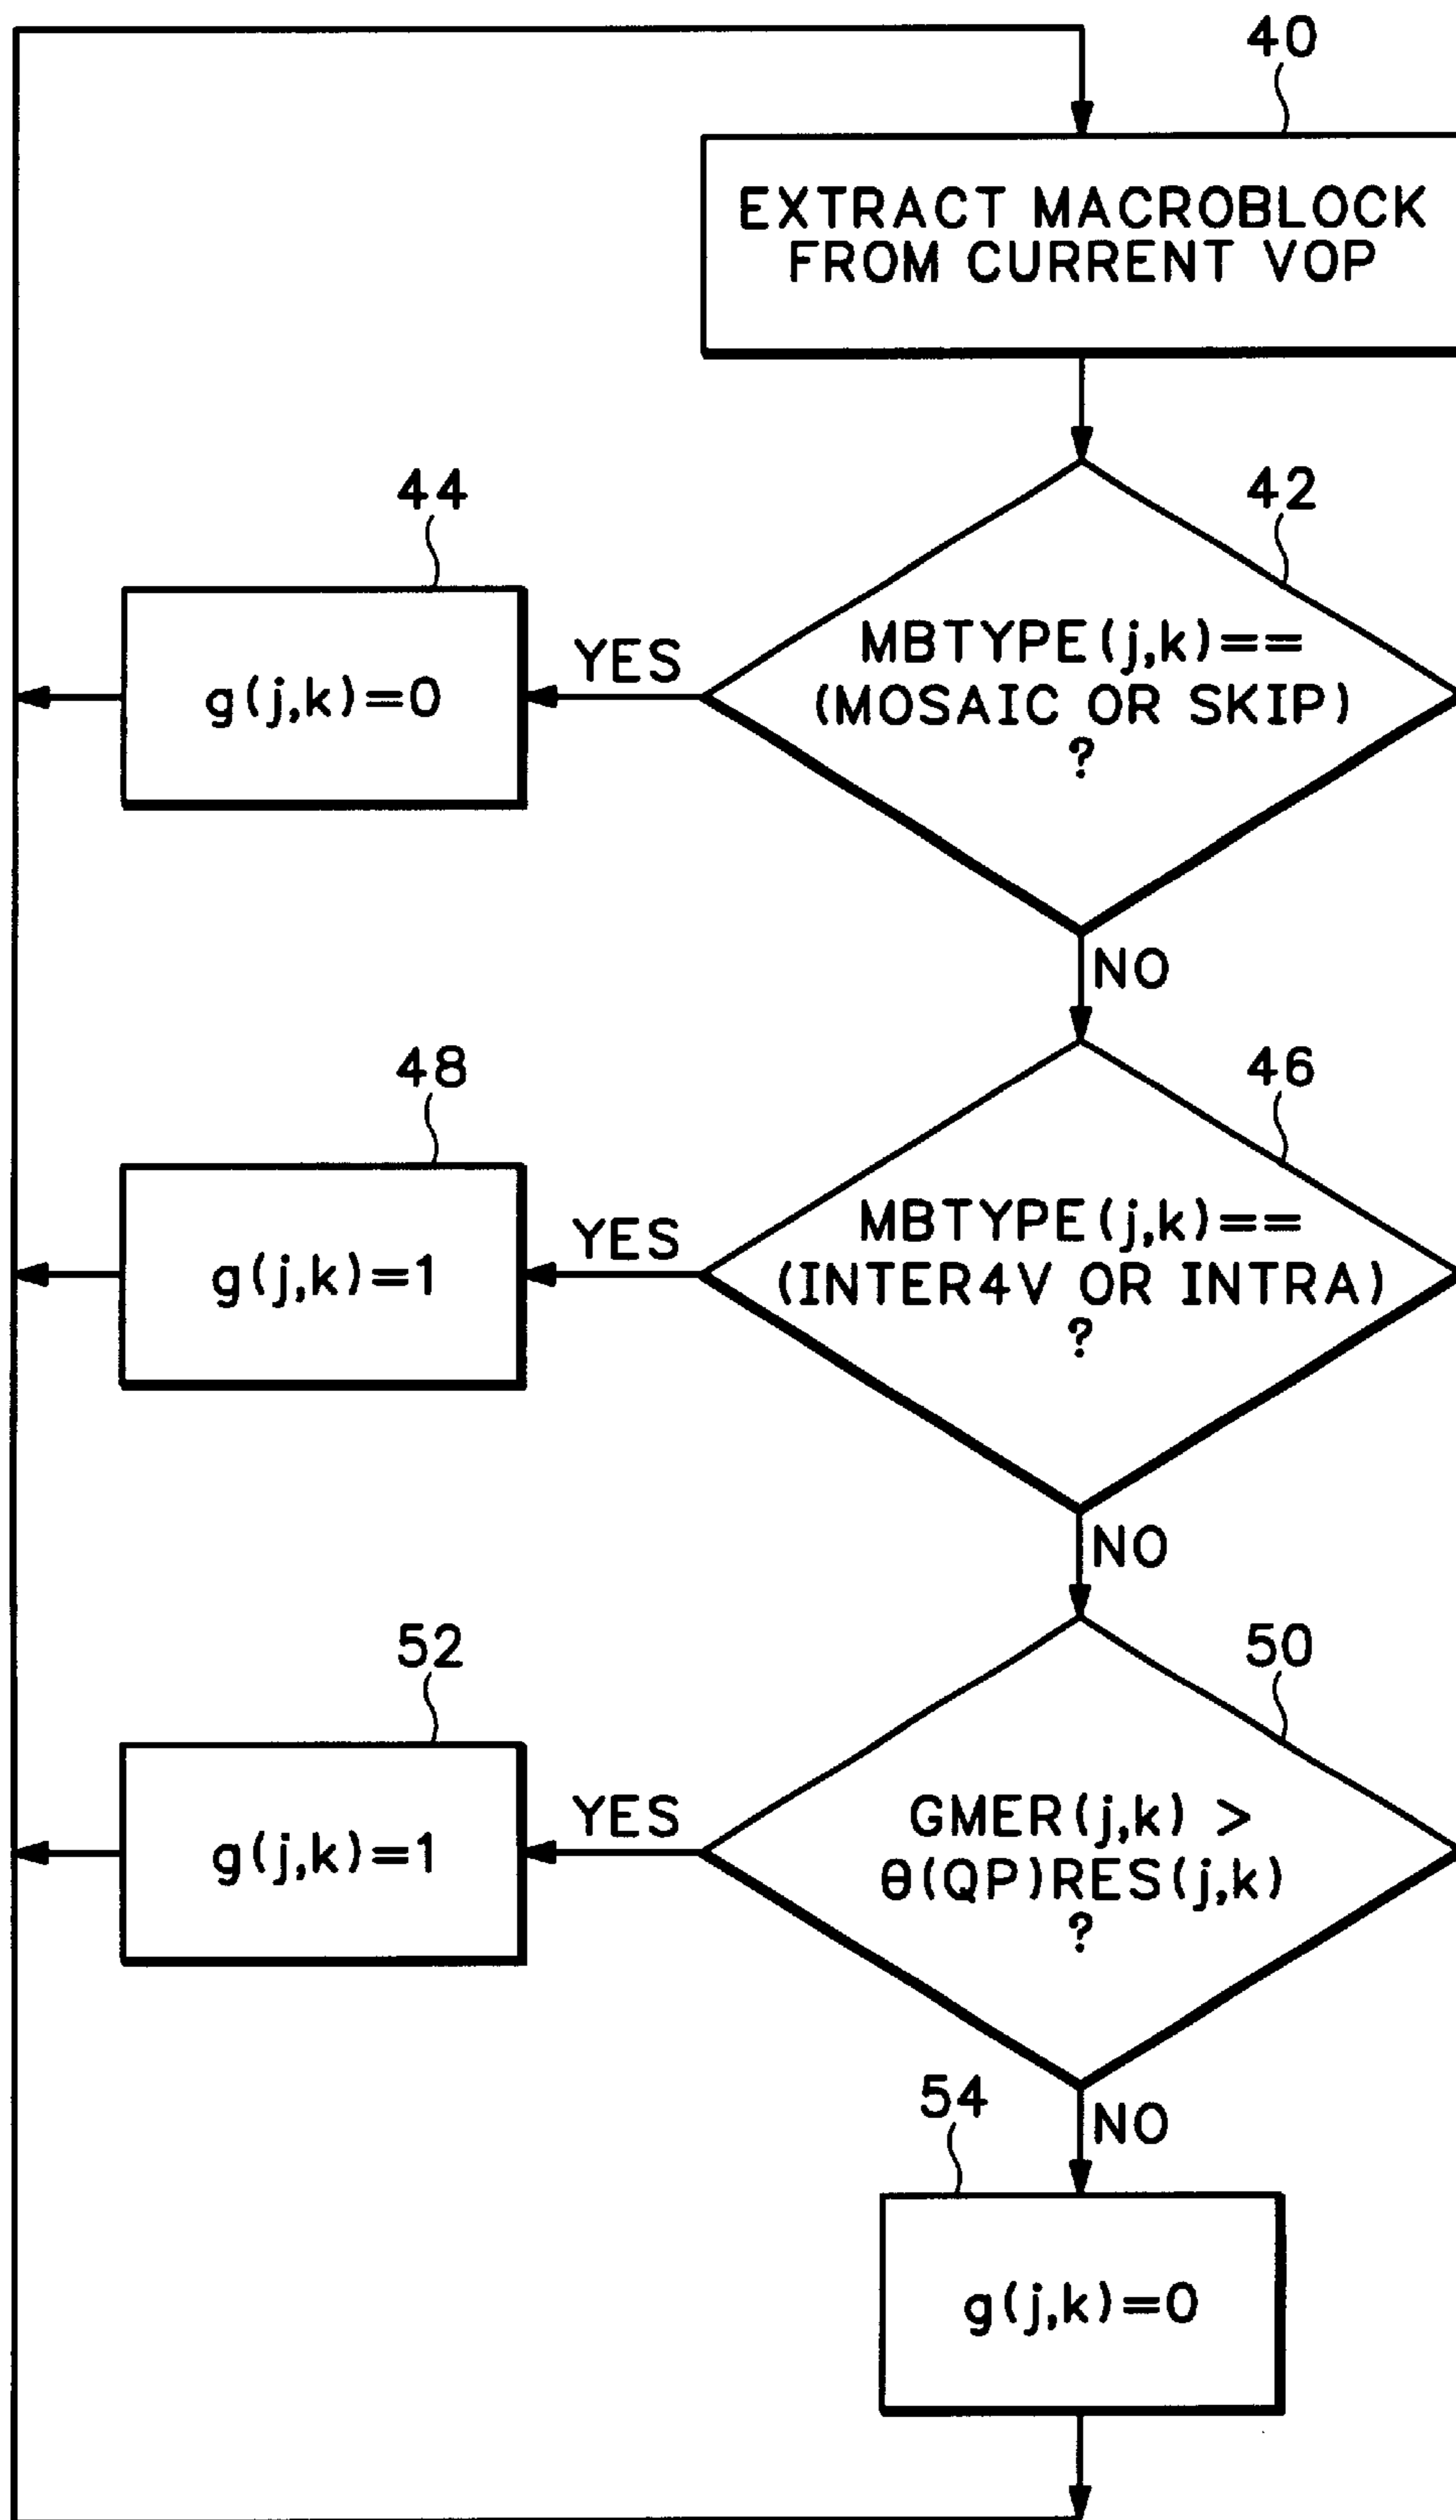 40
EXTRACT MACROBLOCK
FROM CURRENT VOP
44
42
g(j,k)=0
YES
MBTYPE(j,k)==
(MOSAIC OR SKIP)
?
NO
48
46
g(j,k)=1
YES
MBTYPE(j,k)==
(INTER4V OR INTRA)
?
NO
52
50
g(j,k)=1
YES
GMER(j,k) >
θ(QP)RES(j,k)
?
NO
54
g(j,k)=0